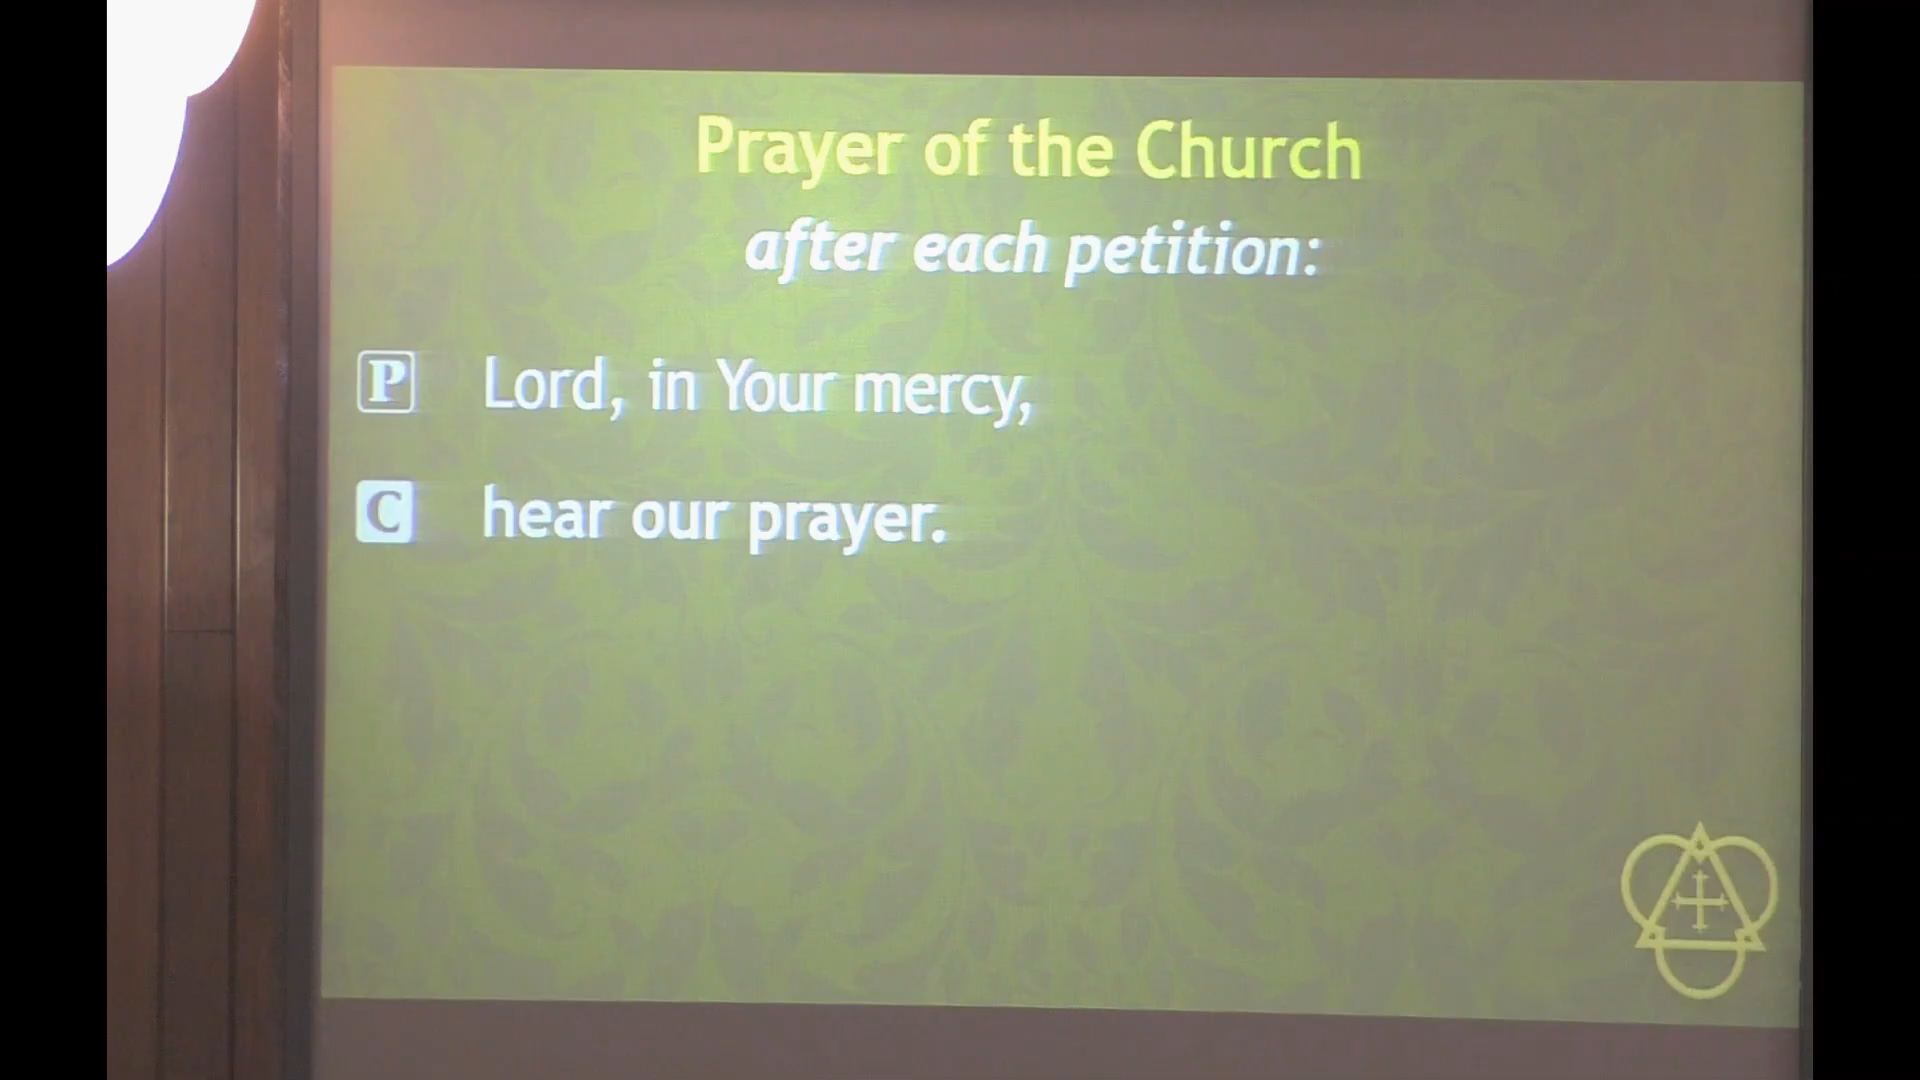 Prayer of the Church
after each petition:
P Lord, in Your mercy,
C hear our prayer.